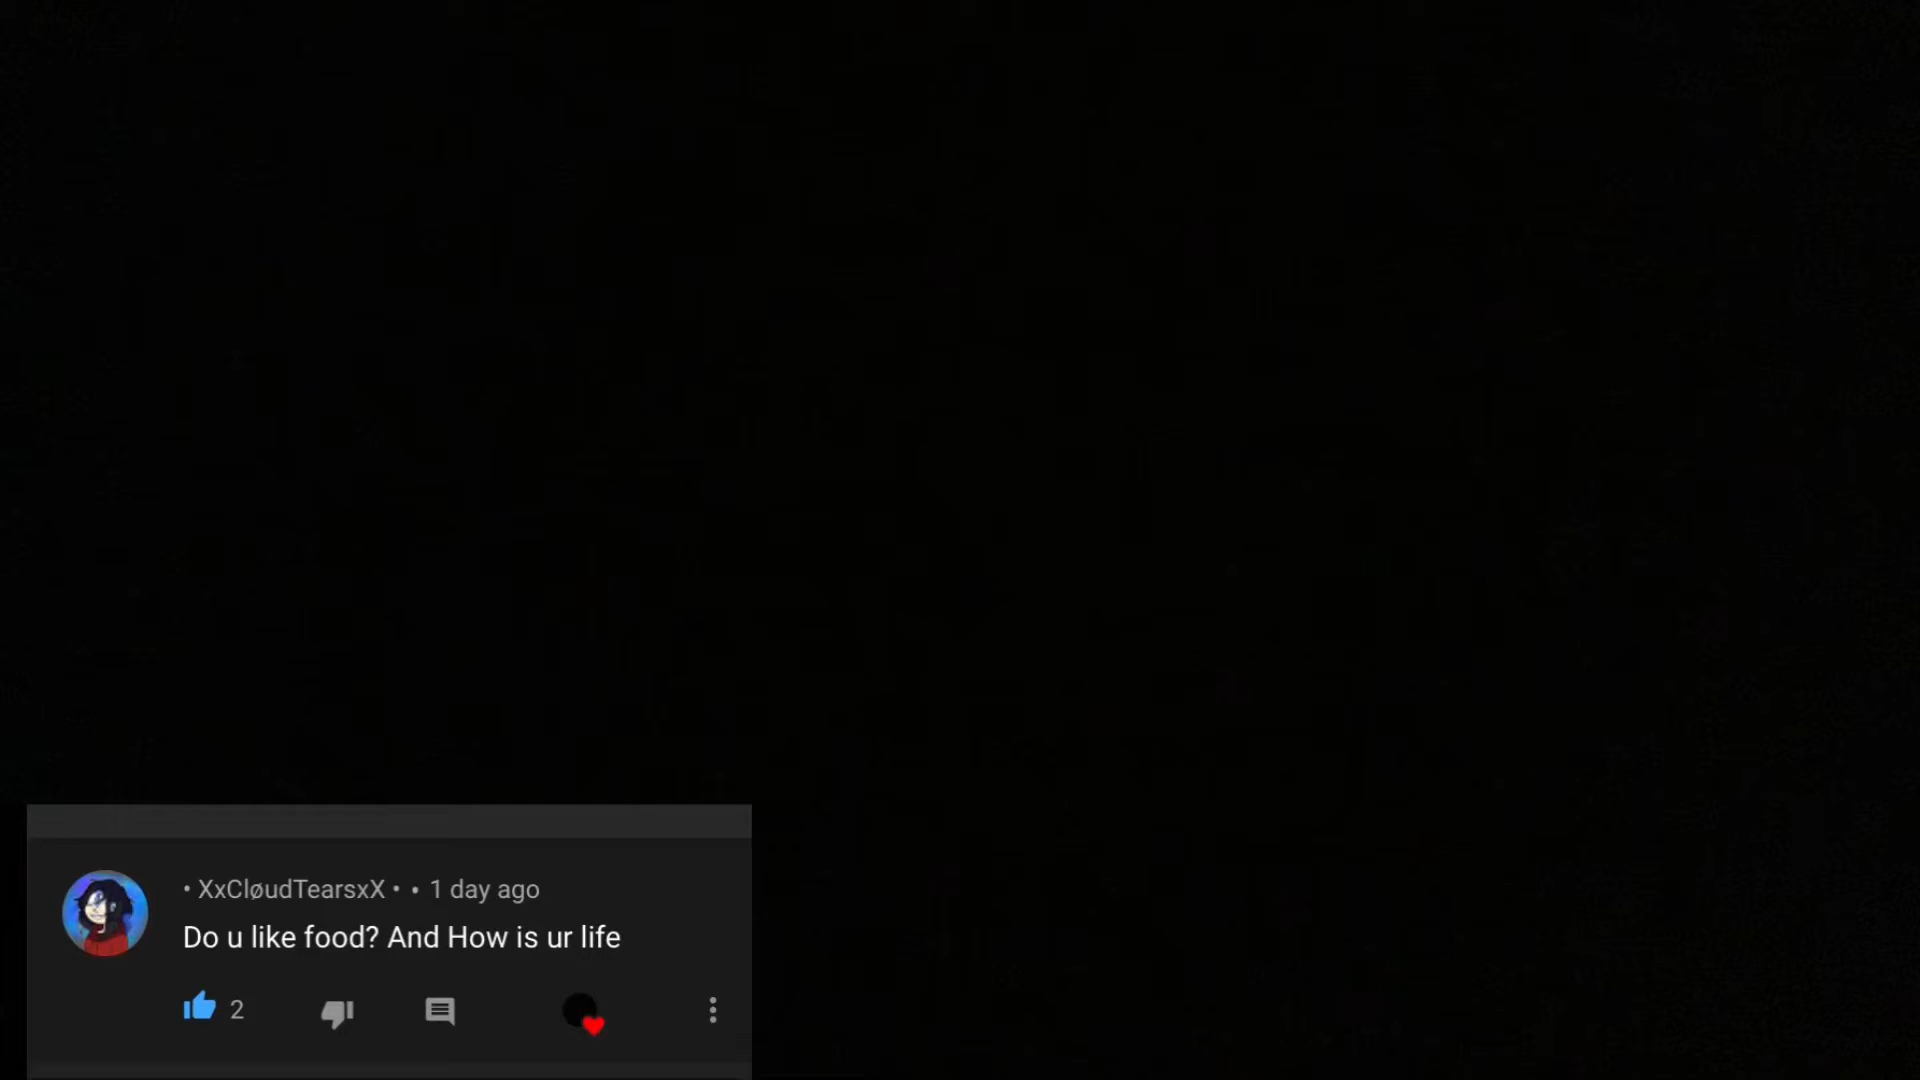 • XxCløudTearsxX • • 1 day ago
Do u like food? And How is ur life
2